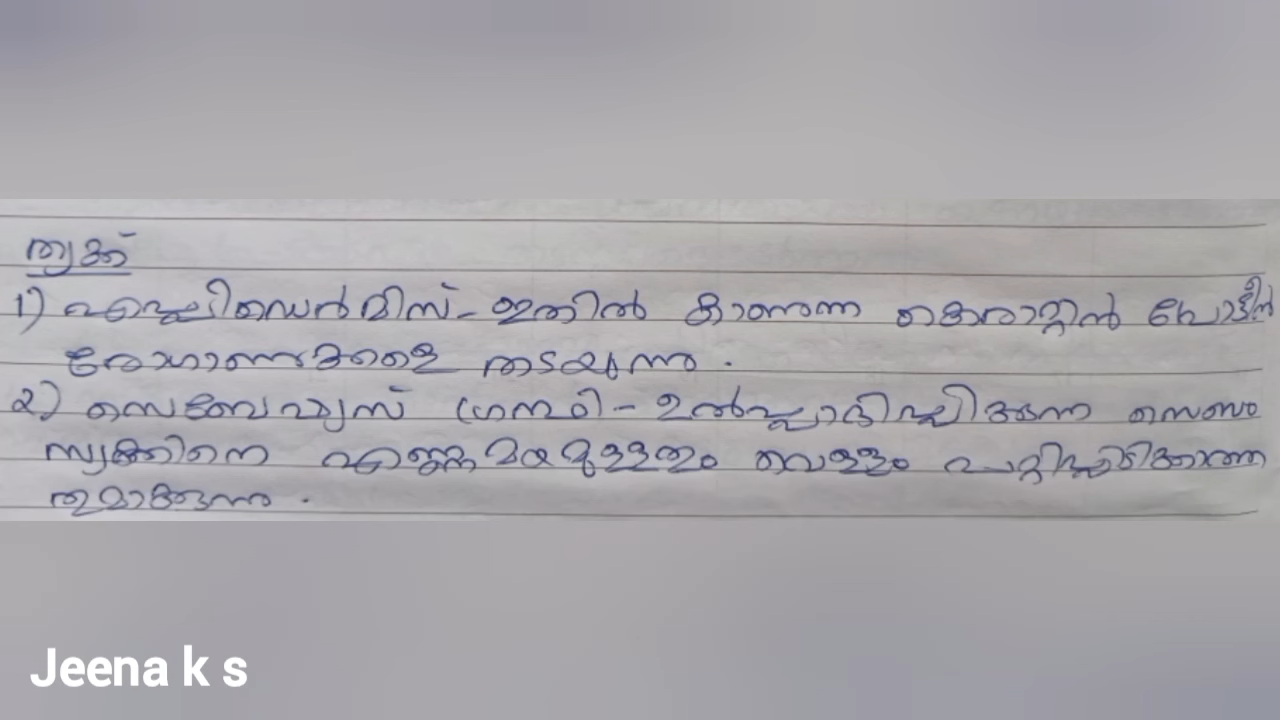 ത്വക്ക്
1) എപ്പിഡെർമിസ് - ഇതിൽ കാണുന്ന കെരാറ്റിൻ പ്രോട്ടീൻ
രോഗാണുക്കളെ തടയുന്നു .
2) സെബേഷ്യസ് ഗ്രന്ഥി - ഉൽപ്പാദിപ്പിക്കുന്ന സെബം
ത്വക്കിനെ എണ്ണമയമുള്ളതും വെള്ളം പറ്റിപ്പിടിക്കാത്ത
തുമാക്കുന്നു .
Jeena k s